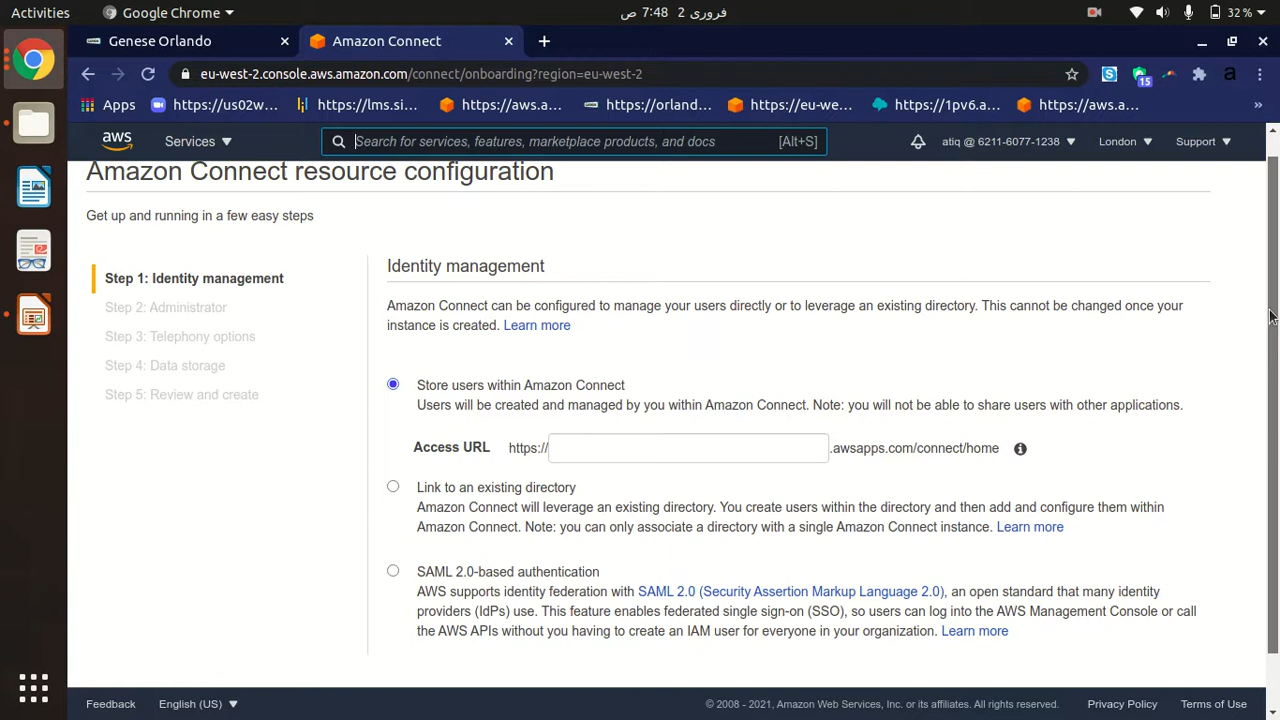 Activities Google Chrome ص 7:48 2 فروری 32 %
Genese Orlando Amazon Connect
eu-west-2.console.aws.amazon.com/connect/onboarding?region=eu-west-2 15 a
Apps https://us02w... https://lms.si... https://aws.a... https://orland... https://eu-we... https://1pv6.a... https://aws.a... »
aws Services Search for services, features, marketplace products, and docs [Alt+S] atiq @ 6211-6077-1238 London Support
Amazon Connect resource configuration
Get up and running in a few easy steps
Step 1: Identity management
Step 2: Administrator
Step 3: Telephony options
Step 4: Data storage
Step 5: Review and create
Identity management
Amazon Connect can be configured to manage your users directly or to leverage an existing directory. This cannot be changed once your
instance is created. Learn more
Store users within Amazon Connect
Users will be created and managed by you within Amazon Connect. Note: you will not be able to share users with other applications.
Access URL https:// .awsapps.com/connect/home
Link to an existing directory
Amazon Connect will leverage an existing directory. You create users within the directory and then add and configure them within
Amazon Connect. Note: you can only associate a directory with a single Amazon Connect instance. Learn more
SAML 2.0-based authentication
AWS supports identity federation with SAML 2.0 (Security Assertion Markup Language 2.0), an open standard that many identity
providers (IdPs) use. This feature enables federated single sign-on (SSO), so users can log into the AWS Management Console or call
the AWS APIs without you having to create an IAM user for everyone in your organization. Learn more
Feedback English (US) © 2008 - 2021, Amazon Web Services, Inc. or its affiliates. All rights reserved. Privacy Policy Terms of Use